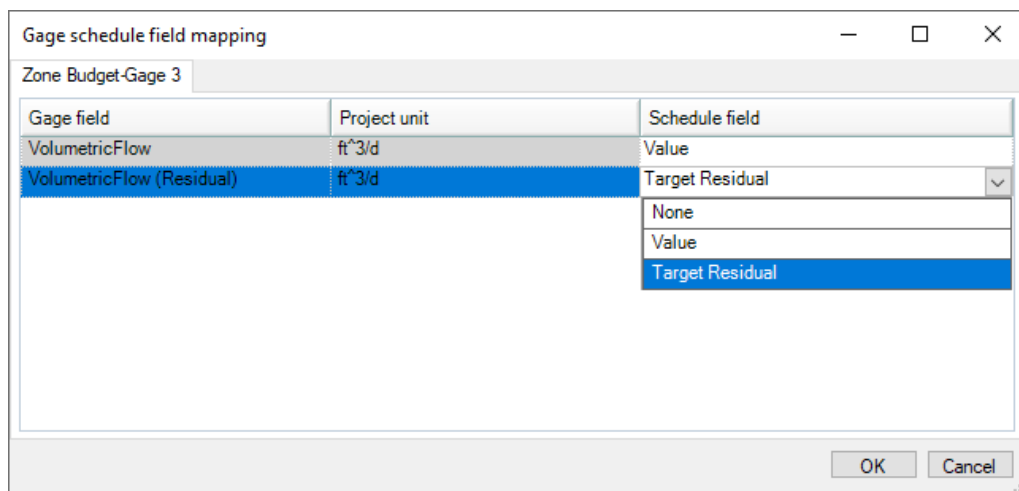 Gage schedule field mapping
Zone Budget-Gage 3
Gage field Project unit Schedule field
VolumetricFlow ft^3/d Value
VolumetricFlow (Residual) ft^3/d Target Residual
None
Value
Target Residual
OK Cancel